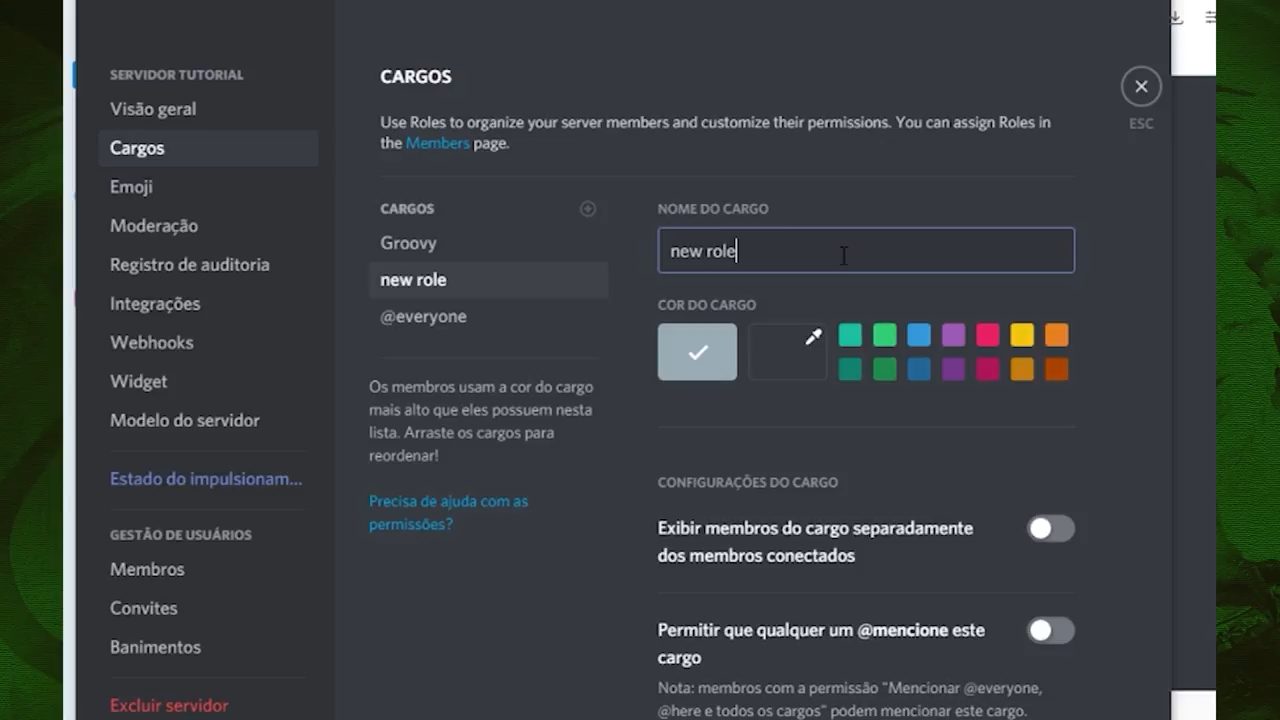 SERVIDOR TUTORIAL
Visão geral
Cargos
Emoji
Moderação
Registro de auditoria
Integrações
Webhooks
Widget
Modelo do servidor
Estado do impulsionam...
GESTÃO DE USUÁRIOS
Membros
Convites
Banimentos
Excluir servidor
CARGOS
Use Roles to organize your server members and customize their permissions. You can assign Roles in
the Members page.
CARGOS
Groovy
new role
@everyone
Os membros usam a cor do cargo
mais alto que eles possuem nesta
lista. Arraste os cargos para
reordenar!
Precisa de ajuda com as
permissões?
NOME DO CARGO
new role
COR DO CARGO
CONFIGURAÇÕES DO CARGO
Exibir membros do cargo separadamente
dos membros conectados
Permitir que qualquer um @mencione este
cargo
Nota: membros com a permissão "Mencionar @everyone,
@here e todos os cargos" podem mencionar este cargo.
ESC